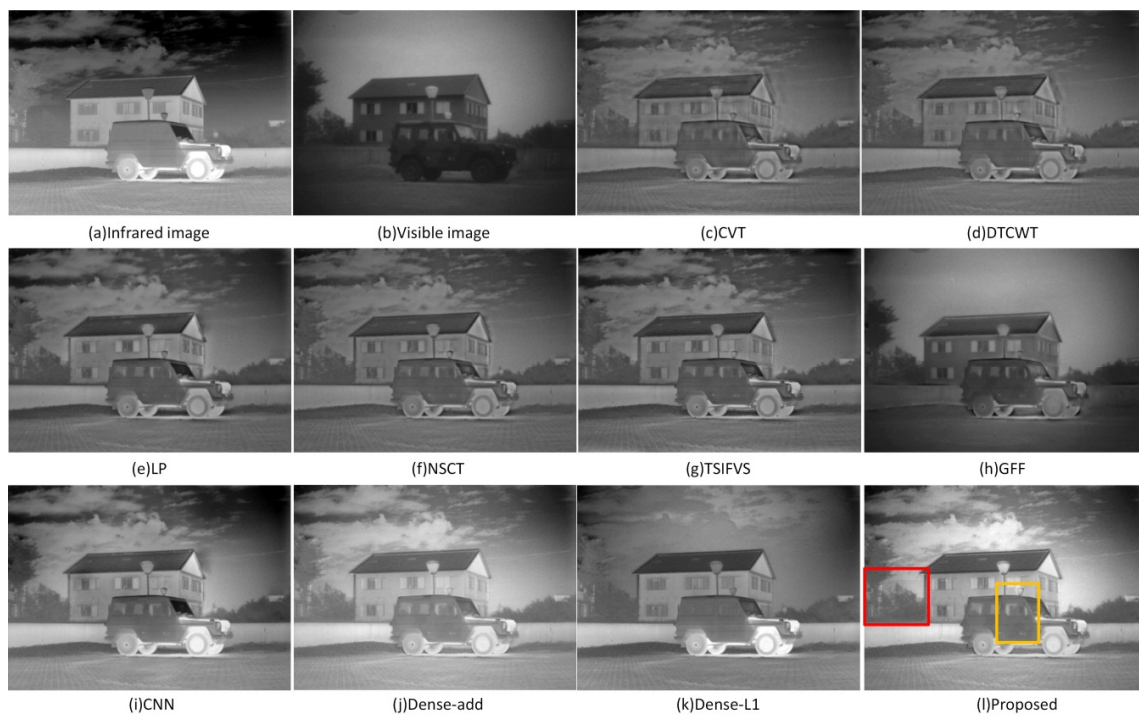 (a)Infrared image
(b)Visible image
(c)CVT
(d)DTCWT
(e)LP
(f)NSCT
(g)TSIFVS
(h)GFF
(i)CNN
(j)Dense-add
(k)Dense-L1
(l)Proposed